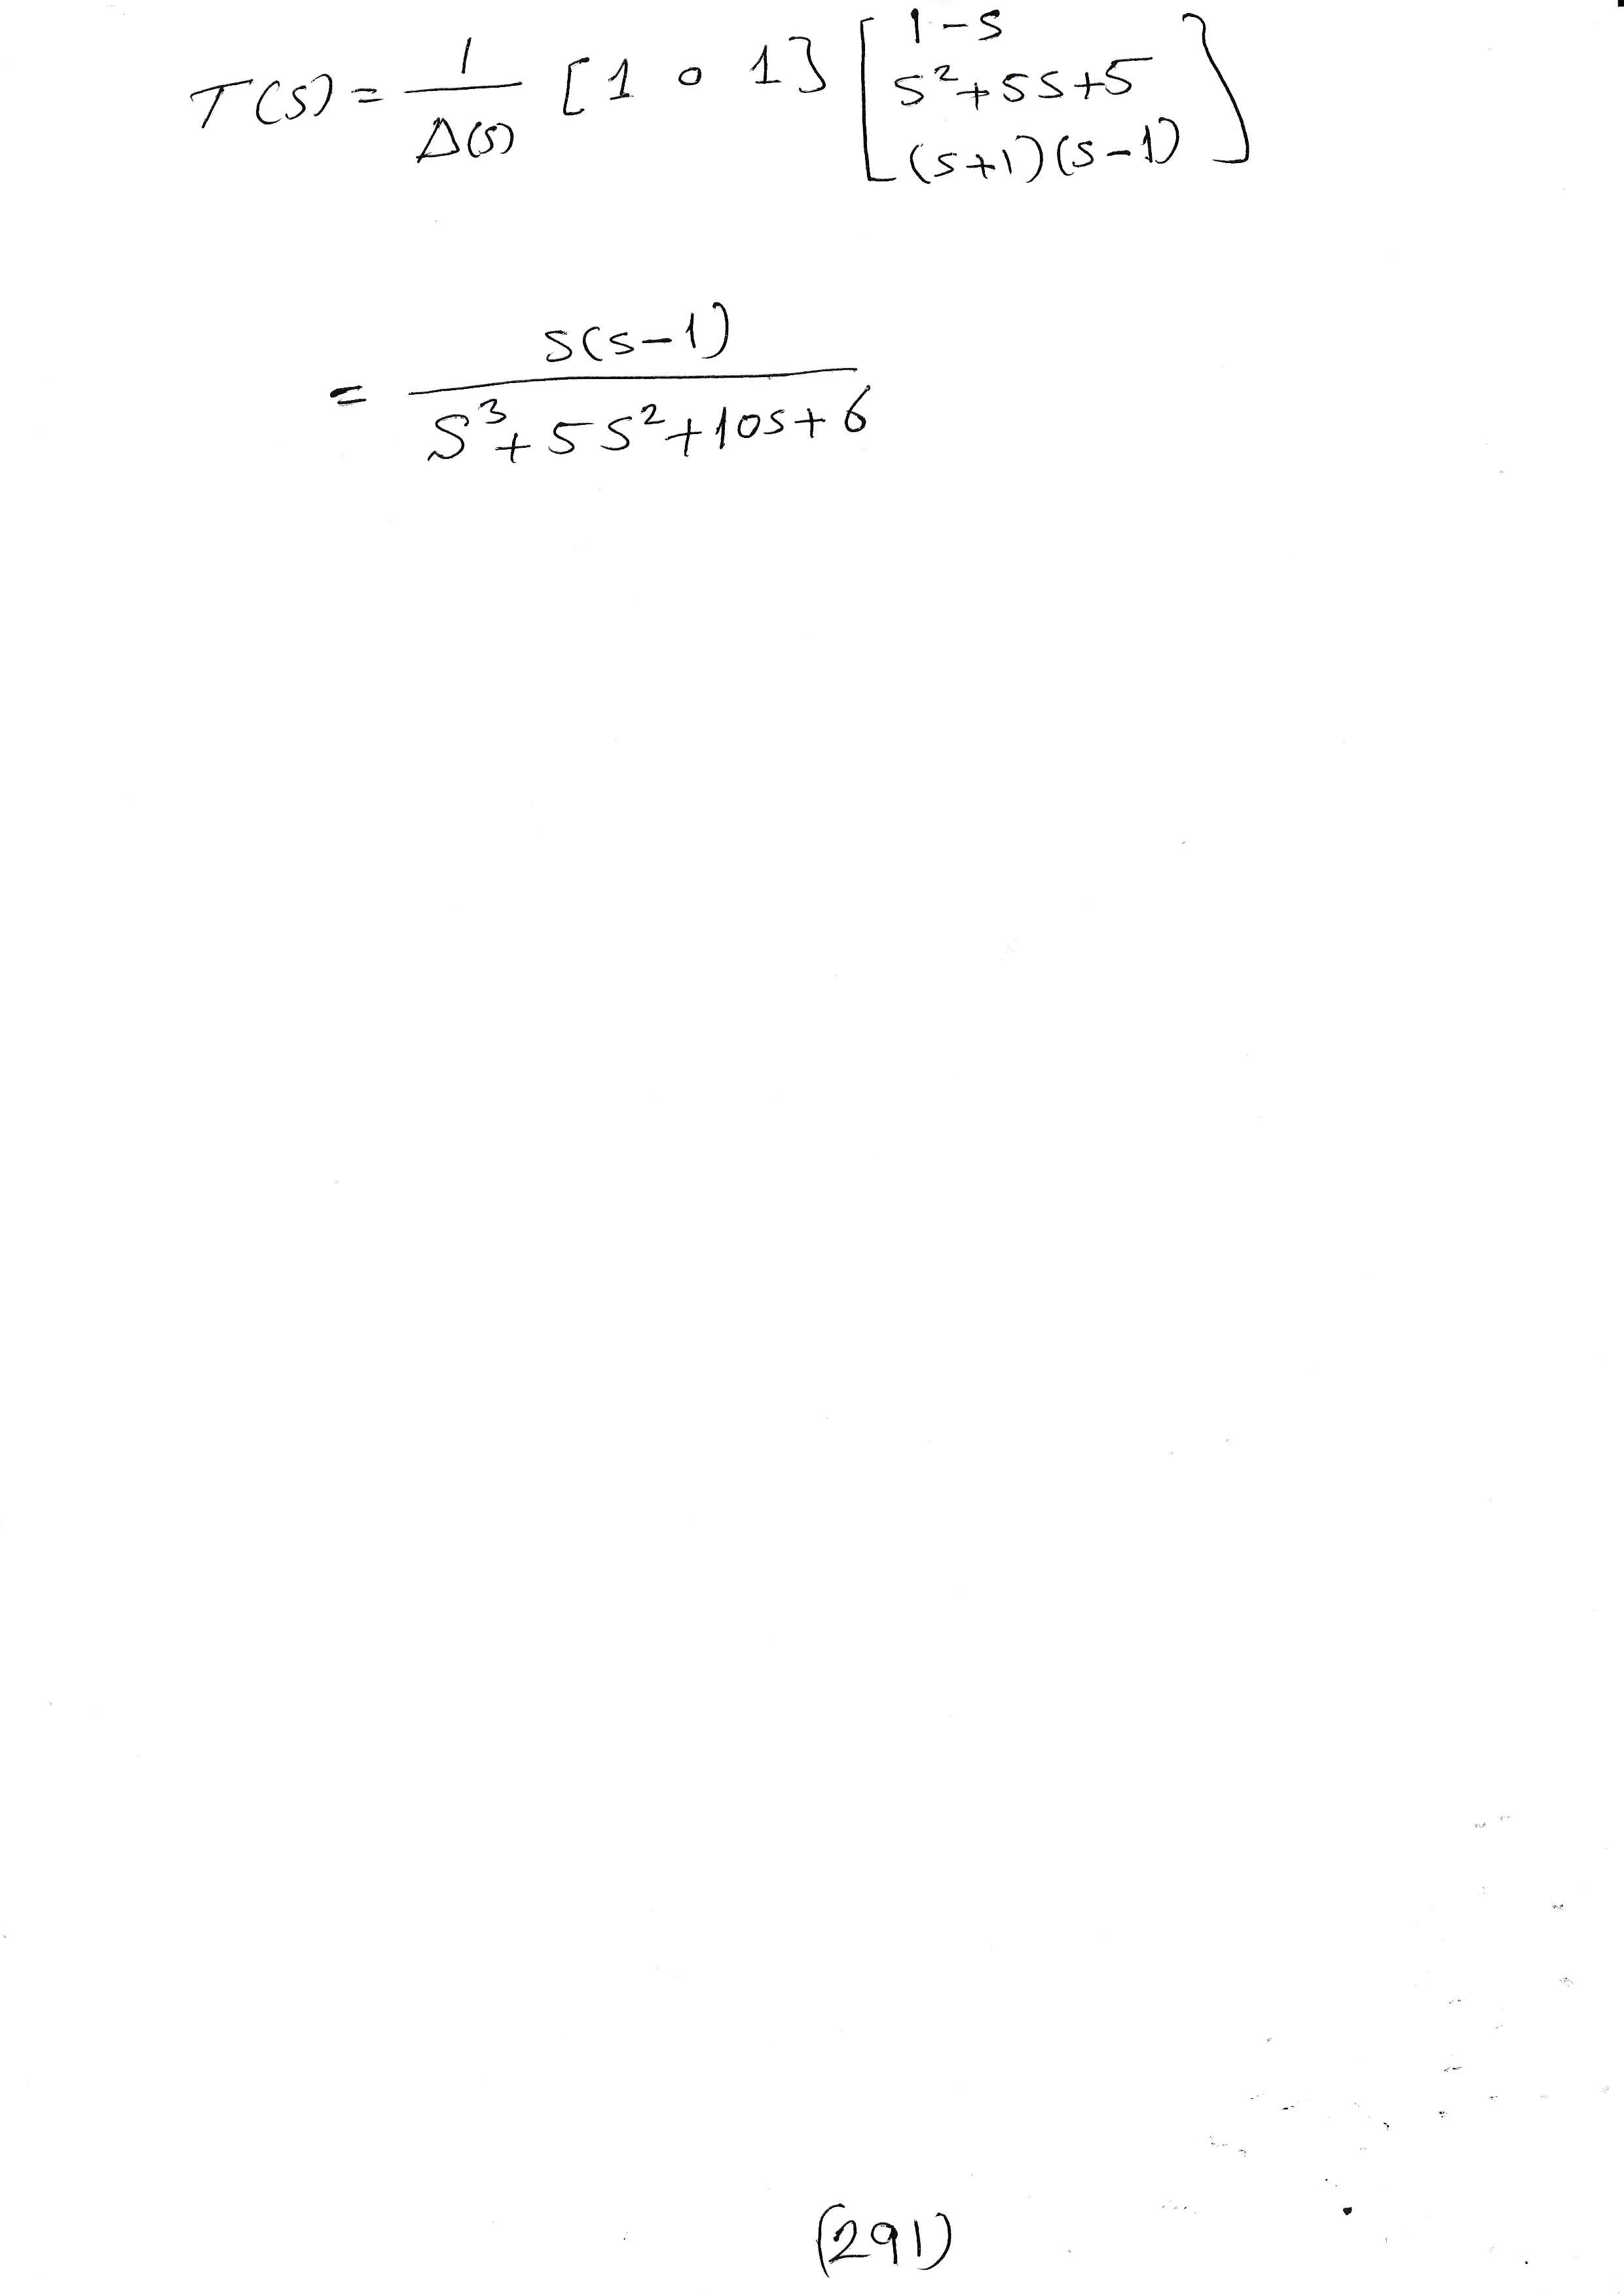 T(s) = 1/Δ(s) [1 0 1] [1-s
s²+5s+5
(s+1)(s-1)]
= s(s-1) / s³+5s²+10s+6
(291)